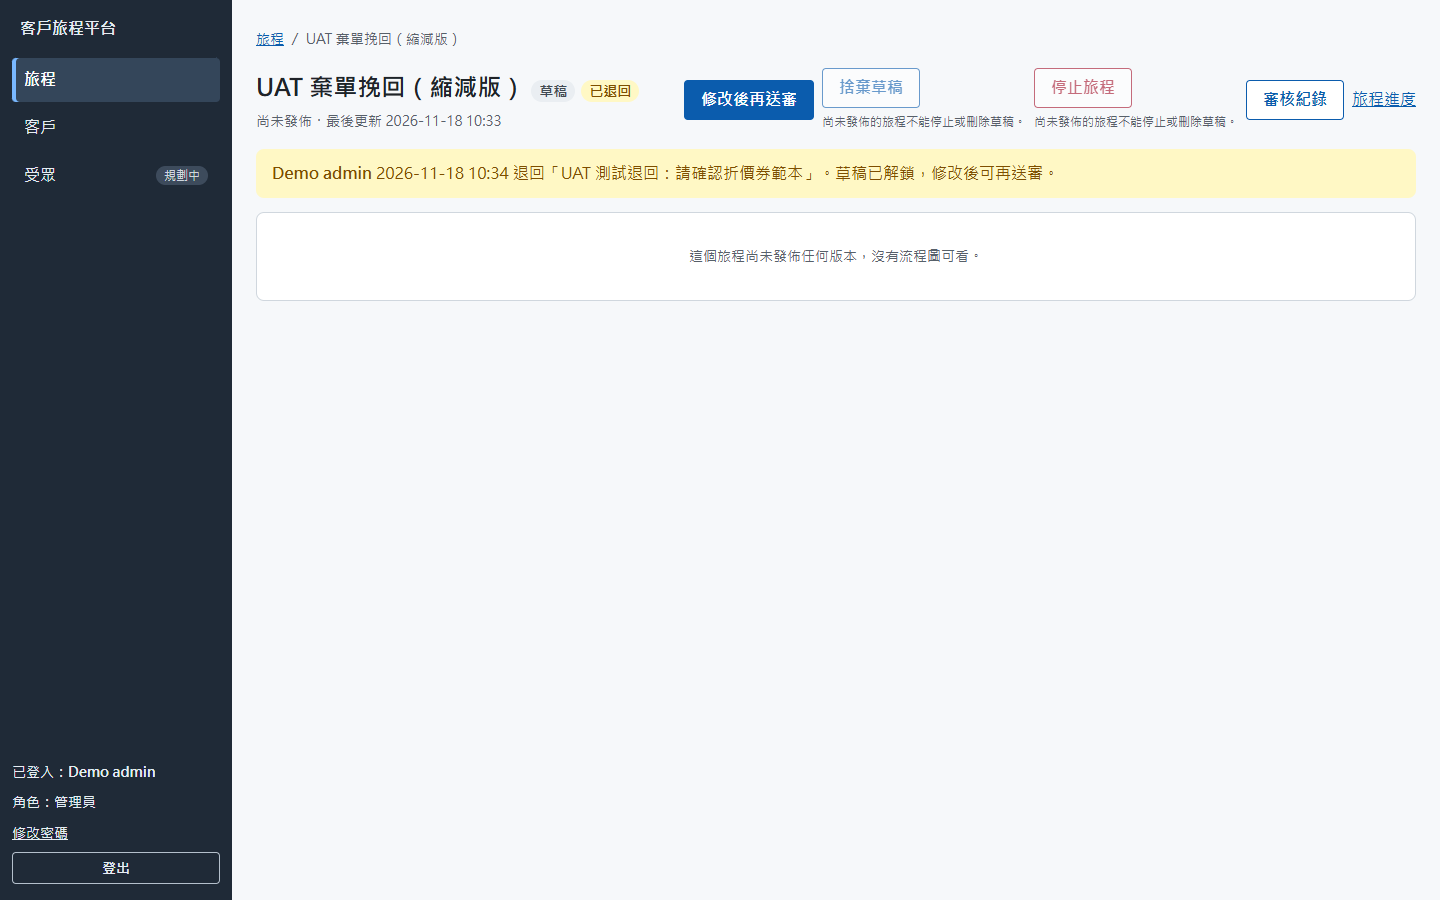 客戶旅程平台
旅程
客戶
受眾 規劃中
已登入：Demo admin
角色：管理員
修改密碼
登出
旅程 / UAT 棄單挽回（縮減版）
UAT 棄單挽回（縮減版） 草稿 已退回
尚未發佈・最後更新 2026-11-18 10:33
修改後再送審
捨棄草稿
尚未發佈的旅程不能停止或刪除草稿。
停止旅程
尚未發佈的旅程不能停止或刪除草稿。
審核紀錄
旅程進度
Demo admin 2026-11-18 10:34 退回「UAT 測試退回：請確認折價券範本」。草稿已解鎖，修改後可再送審。
這個旅程尚未發佈任何版本，沒有流程圖可看。